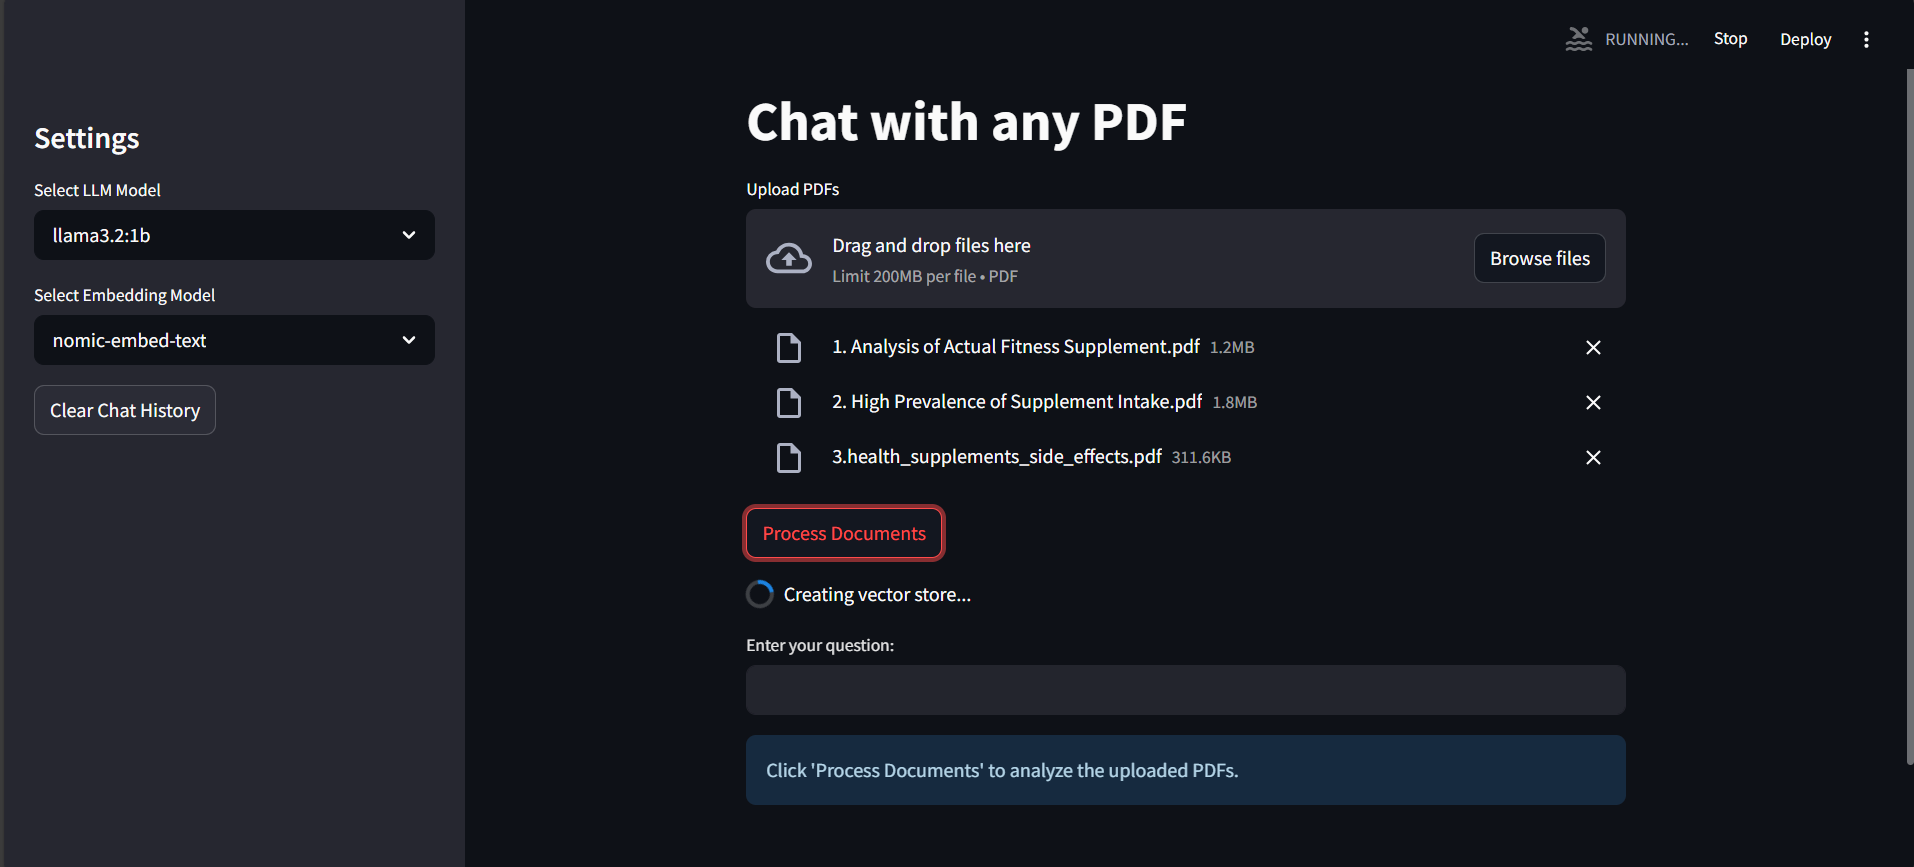 RUNNING...
Stop
Deploy
Settings
Select LLM Model
llama3.2:1b
Select Embedding Model
nomic-embed-text
Clear Chat History
Chat with any PDF
Upload PDFs
Drag and drop files here
Limit 200MB per file • PDF
Browse files
1. Analysis of Actual Fitness Supplement.pdf 1.2MB
2. High Prevalence of Supplement Intake.pdf 1.8MB
3.health_supplements_side_effects.pdf 311.6KB
Process Documents
Creating vector store...
Enter your question:
Click 'Process Documents' to analyze the uploaded PDFs.